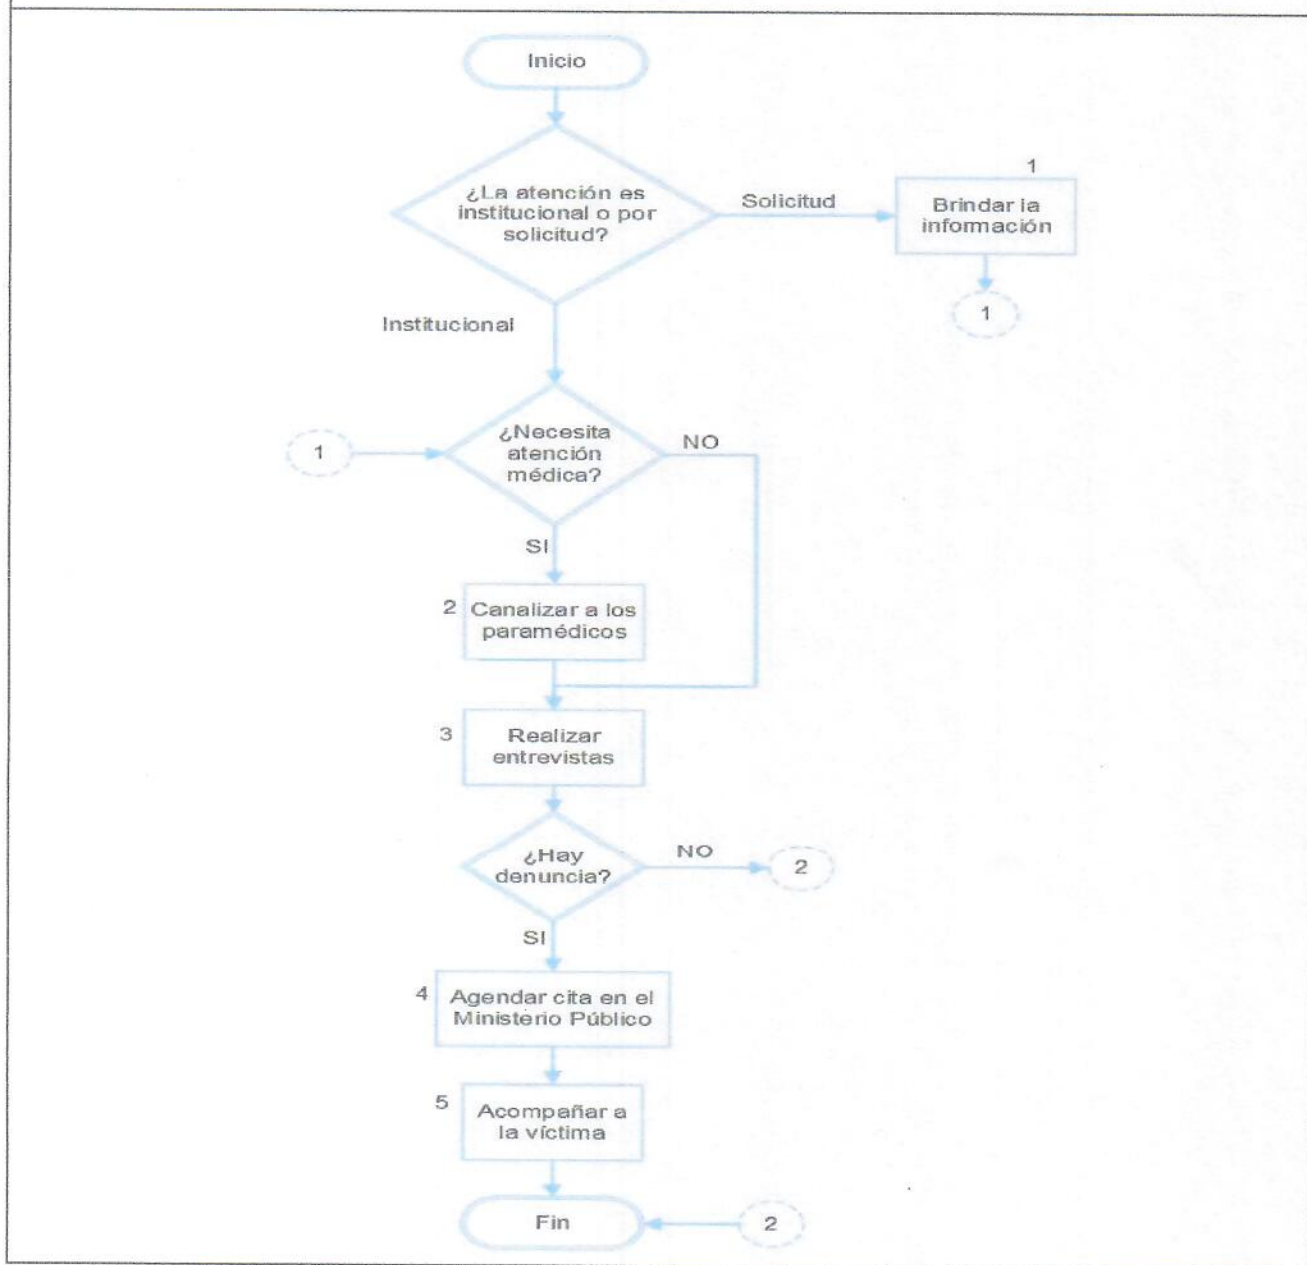 Inicio
¿La atención es
institucional o por
solicitud?
Solicitud
1
Brindar la
información
1
Institucional
1
¿Necesita
atención
médica?
NO
SI
2
Canalizar a los
paramédicos
3
Realizar
entrevistas
¿Hay
denuncia?
NO
2
SI
4
Agendar cita en el
Ministerio Público
5
Acompañar a
la víctima
Fin
2